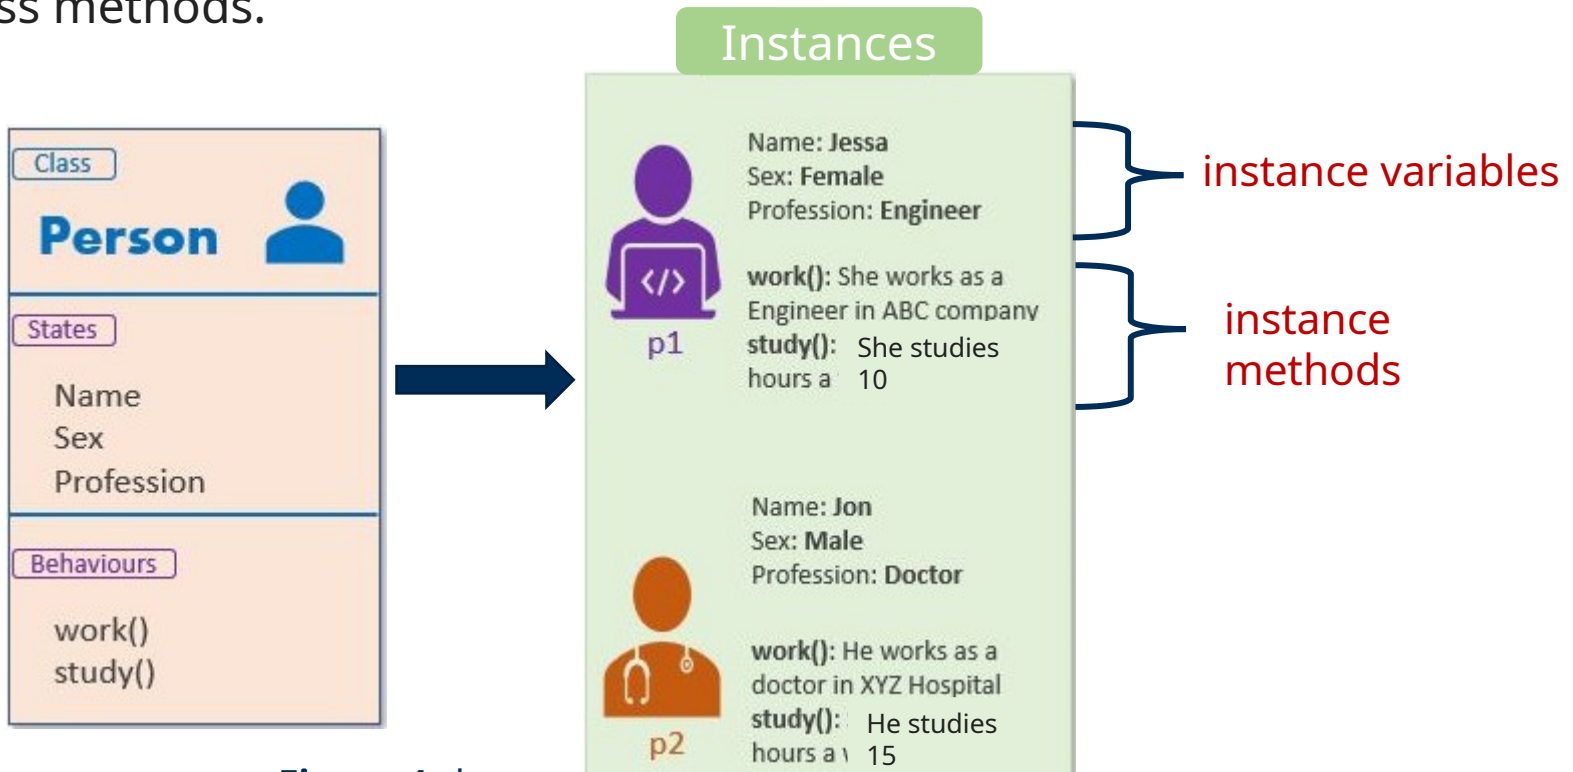 ss methods.
Instances
Class
Person
States
Name
Sex
Profession
Behaviours
work()
study()
Name: Jessa
Sex: Female
Profession: Engineer
work(): She works as a
Engineer in ABC company
study(): She studies
hours a 10
p1
Name: Jon
Sex: Male
Profession: Doctor
work(): He works as a
doctor in XYZ Hospital
study(): He studies
hours a 15
p2
instance variables
instance
methods